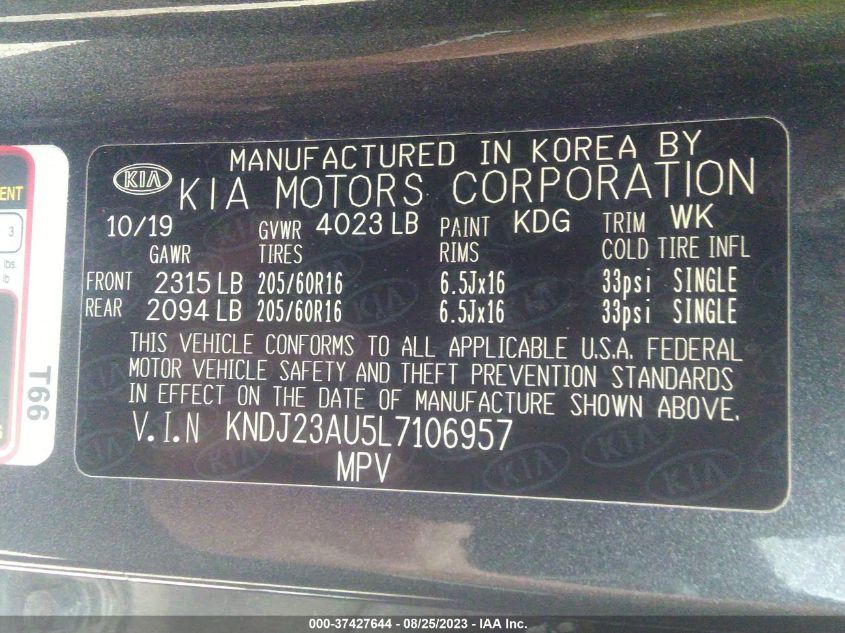 MANUFACTURED IN KOREA BY
KIA KIA MOTORS CORPORATION
10/19 GVWR 4023 LB PAINT KDG TRIM WK
GAWR TIRES RIMS COLD TIRE INFL
FRONT 2315 LB 205/60R16 6.5Jx16 33psi SINGLE
REAR 2094 LB 205/60R16 6.5Jx16 33psi SINGLE
THIS VEHICLE CONFORMS TO ALL APPLICABLE U.S.A. FEDERAL
MOTOR VEHICLE SAFETY AND THEFT PREVENTION STANDARDS
IN EFFECT ON THE DATE OF MANUFACTURE SHOWN ABOVE.
V.I.N KNDJ23AU5L7106957
MPV
3
lbs.
lb
T66
000-37427644 - 08/25/2023 - IAA Inc.